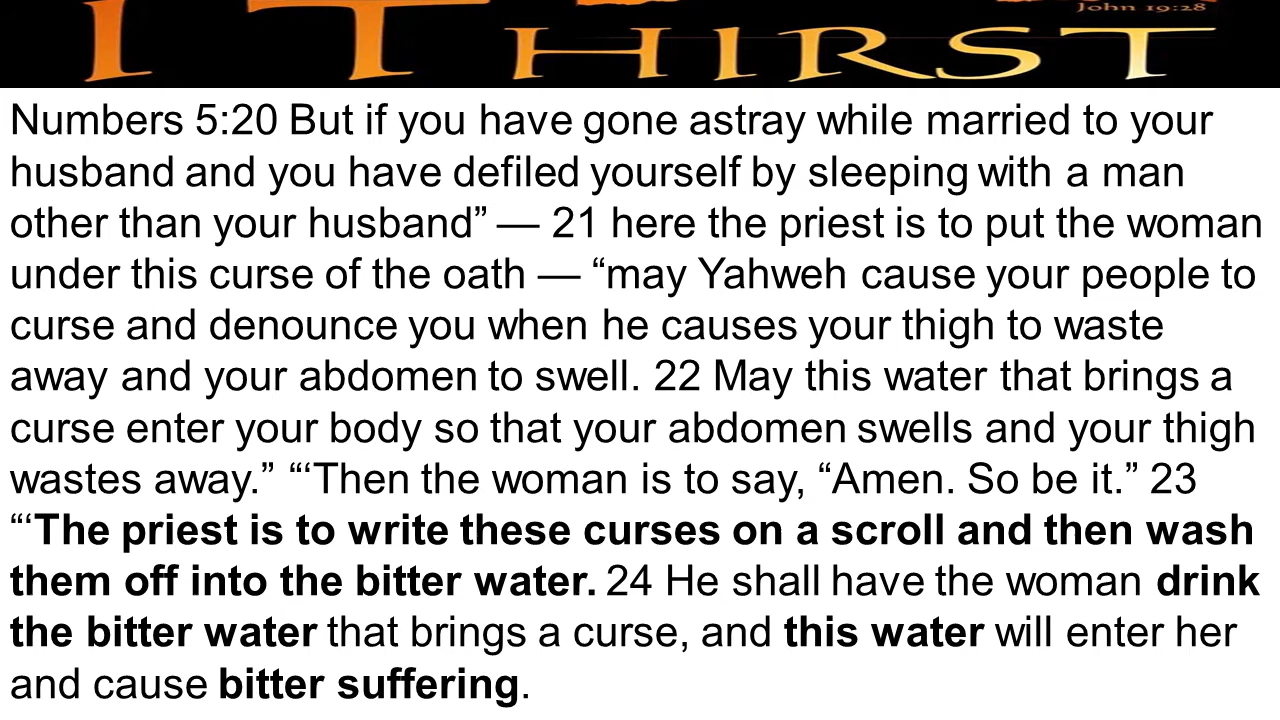 John 19:28
I THIRST
Numbers 5:20 But if you have gone astray while married to your
husband and you have defiled yourself by sleeping with a man
other than your husband” — 21 here the priest is to put the woman
under this curse of the oath — “may Yahweh cause your people to
curse and denounce you when he causes your thigh to waste
away and your abdomen to swell. 22 May this water that brings a
curse enter your body so that your abdomen swells and your thigh
wastes away.” “‘Then the woman is to say, “Amen. So be it.” 23
“‘The priest is to write these curses on a scroll and then wash
them off into the bitter water. 24 He shall have the woman drink
the bitter water that brings a curse, and this water will enter her
and cause bitter suffering.